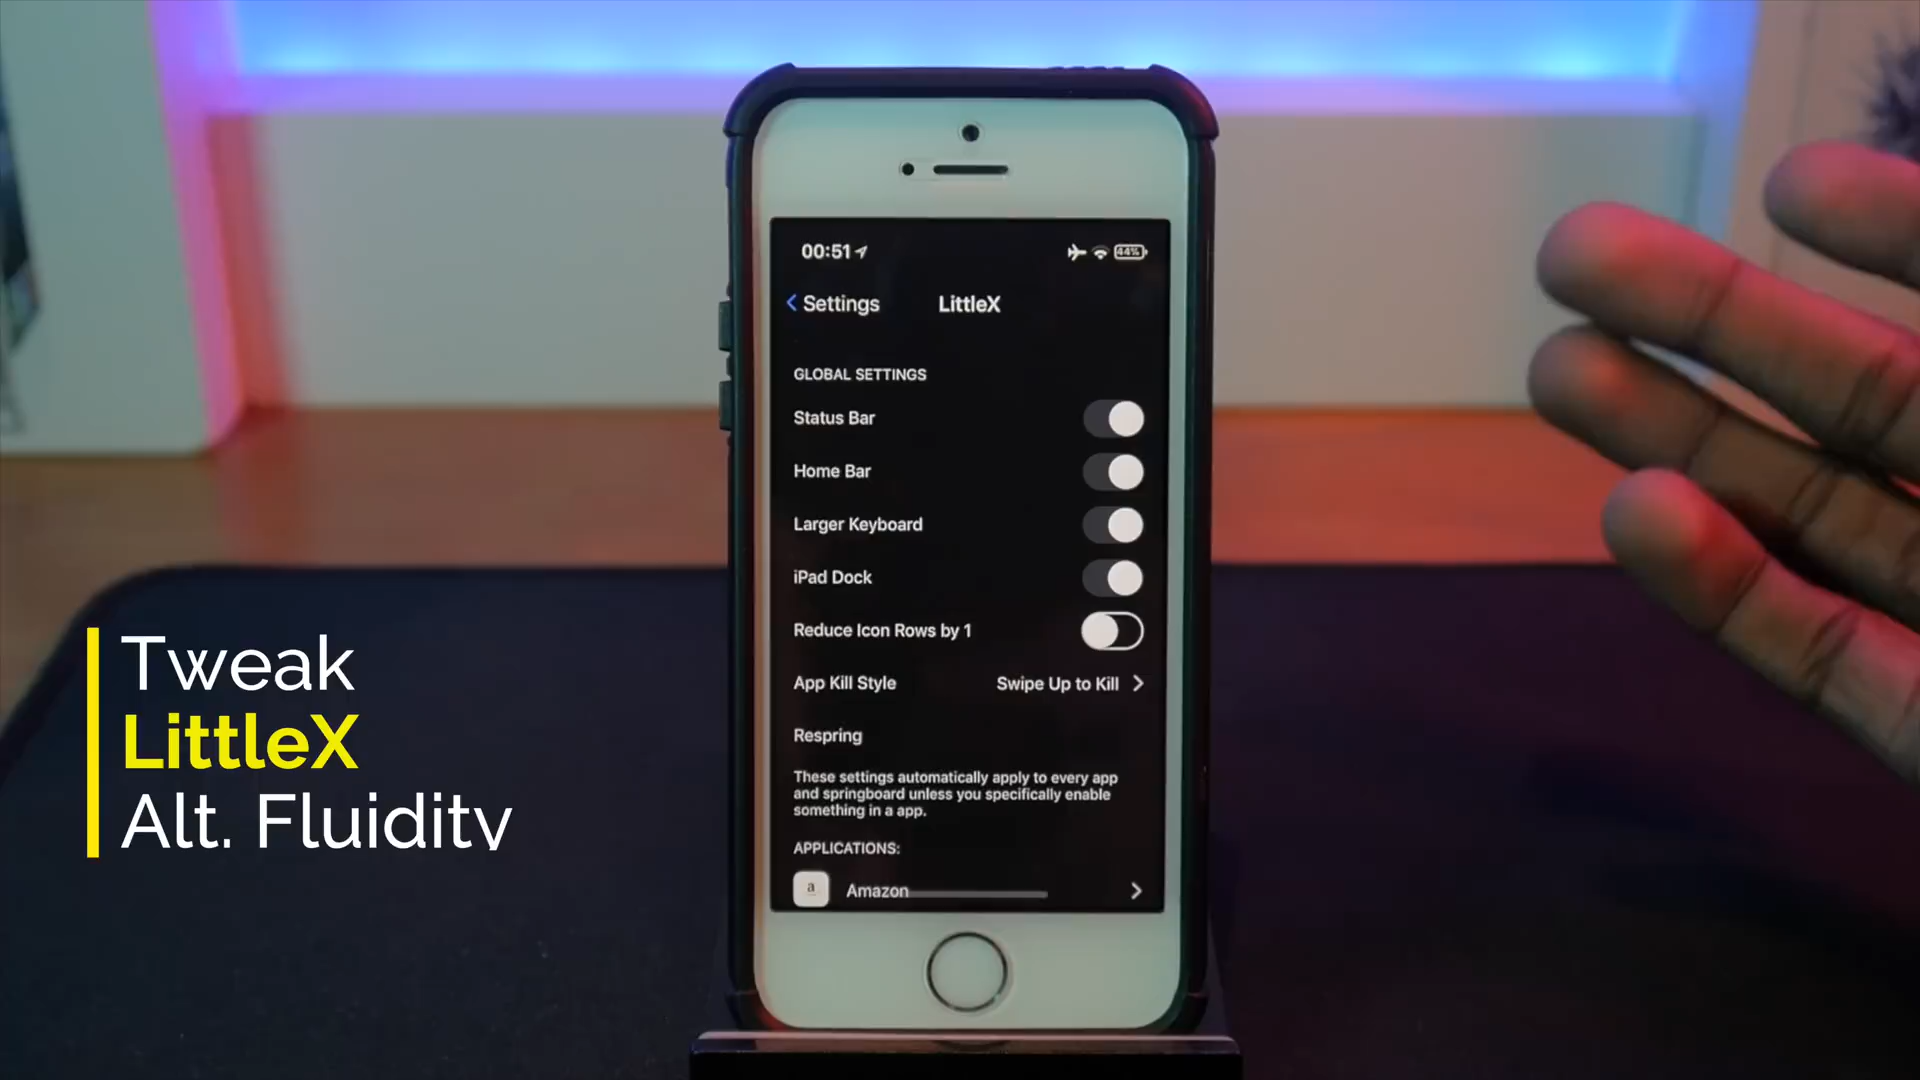 00:51
44%
Settings
LittleX
GLOBAL SETTINGS
Status Bar
Home Bar
Larger Keyboard
iPad Dock
Reduce Icon Rows by 1
App Kill Style
Swipe Up to Kill
Respring
These settings automatically apply to every app
and springboard unless you specifically enable
something in a app.
APPLICATIONS:
a
Amazon
Tweak
LittleX
Alt. Fluidity